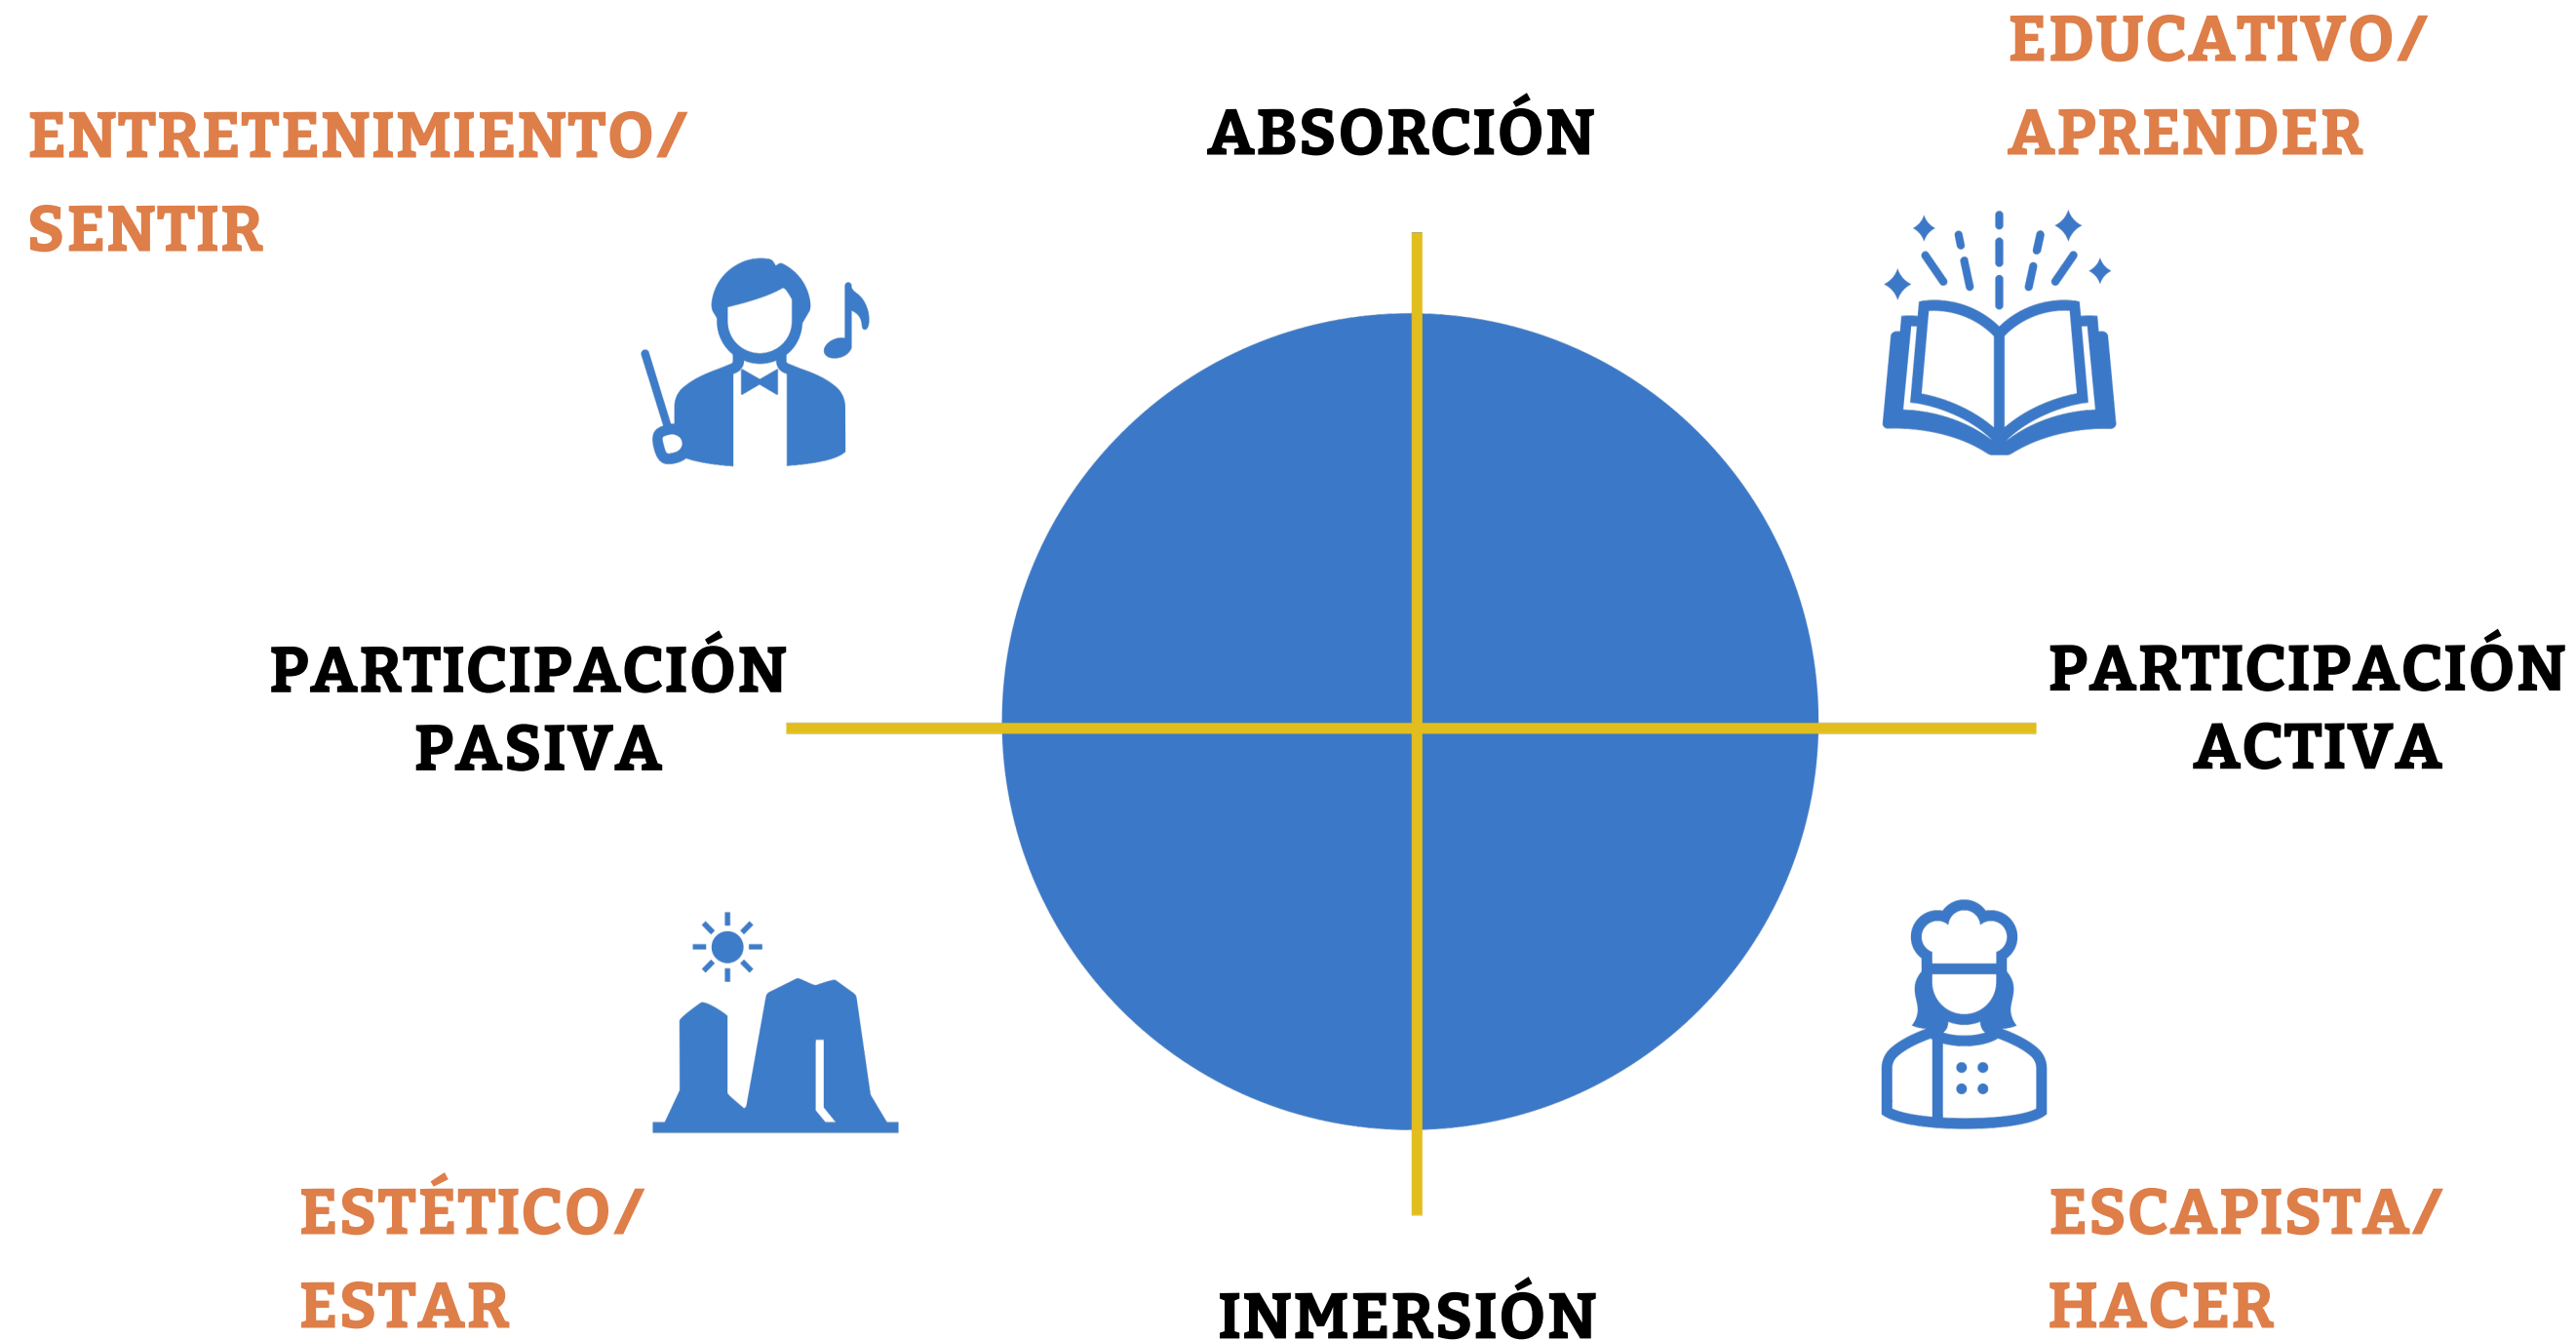 ENTRETENIMIENTO/
SENTIR
ABSORCIÓN
EDUCATIVO/
APRENDER
PARTICIPACIÓN
PASIVA
PARTICIPACIÓN
ACTIVA
ESTÉTICO/
ESTAR
INMERSIÓN
ESCAPISTA/
HACER